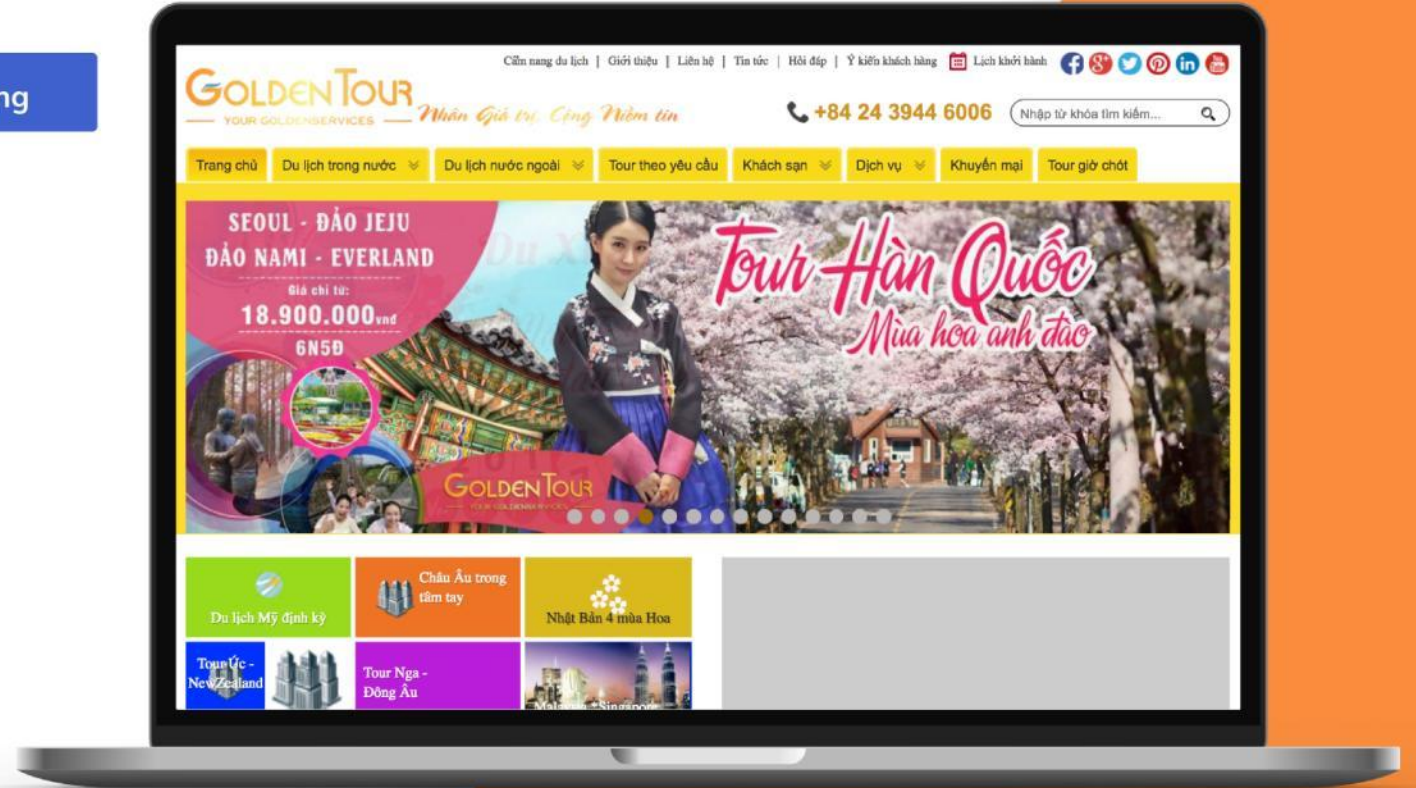 ng
Cẩm nang du lịch | Giới thiệu | Liên hệ | Tin tức | Hỏi đáp | Ý kiến khách hàng Lịch khởi hành
GOLDEN TOUR
YOUR GOLDENSERVICES
Nhân Giá trị, Cộng Niềm tin
+84 24 3944 6006
Nhập từ khóa tìm kiếm...
Trang chủ Du lịch trong nước Du lịch nước ngoài Tour theo yêu cầu Khách sạn Dịch vụ Khuyến mại Tour giờ chót
SEOUL - ĐẢO JEJU
ĐẢO NAMI - EVERLAND
Giá chỉ từ:
18.900.000vnđ
6N5Đ
Tour Hàn Quốc
Mùa hoa anh đào
GOLDEN TOUR
YOUR GOLDENSERVICES
Du lịch Mỹ định kỳ
Châu Âu trong
tầm tay
Nhật Bản 4 mùa Hoa
Tour Úc -
NewZealand
Tour Nga -
Đông Âu
Malaysia +Singapore